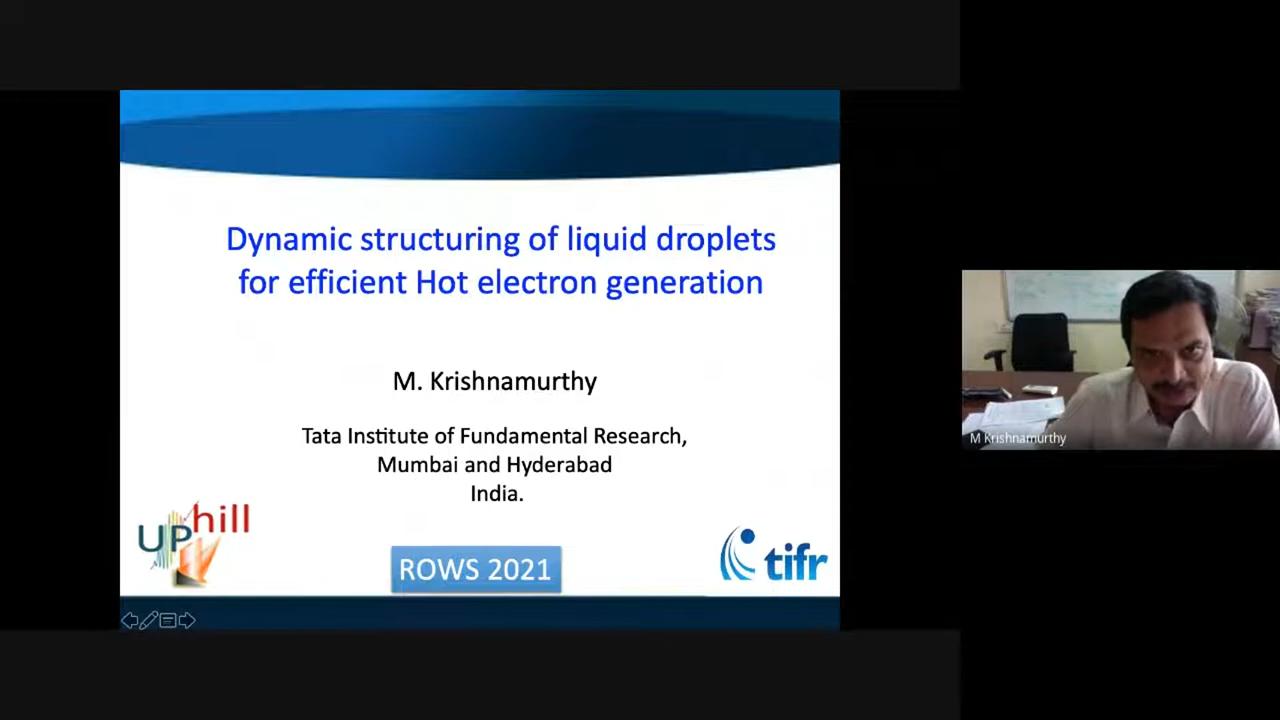 Dynamic structuring of liquid droplets
for efficient Hot electron generation
M. Krishnamurthy
Tata Institute of Fundamental Research,
Mumbai and Hyderabad
India.
UPhill
ROWS 2021
tifr
M Krishnamurthy